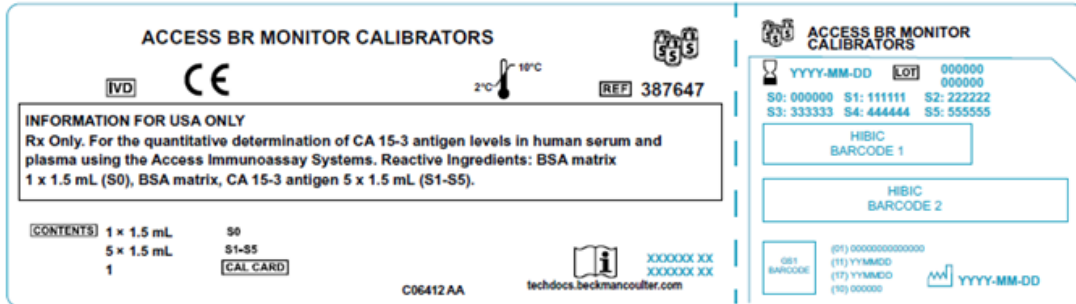 ACCESS BR MONITOR CALIBRATORS
S S S
IVD
CE
2°C
10°C
REF 387647
INFORMATION FOR USA ONLY
Rx Only. For the quantitative determination of CA 15-3 antigen levels in human serum and
plasma using the Access Immunoassay Systems. Reactive Ingredients: BSA matrix
1 x 1.5 mL (S0), BSA matrix, CA 15-3 antigen 5 x 1.5 mL (S1-S5).
CONTENTS 1 × 1.5 mL S0
5 × 1.5 mL S1-S5
1 CAL CARD
C06412 AA
i
techdocs.beckmancoulter.com
XXXXXX XX
XXXXXX XX
S S S
ACCESS BR MONITOR
CALIBRATORS
YYYY-MM-DD LOT 000000
000000
S0: 000000 S1: 111111 S2: 222222
S3: 333333 S4: 444444 S5: 555555
HIBIC
BARCODE 1
HIBIC
BARCODE 2
GS1
BARCODE
(01) 00000000000000
(11) YYMMDD
(17) YYMMDD
(10) 000000
YYYY-MM-DD